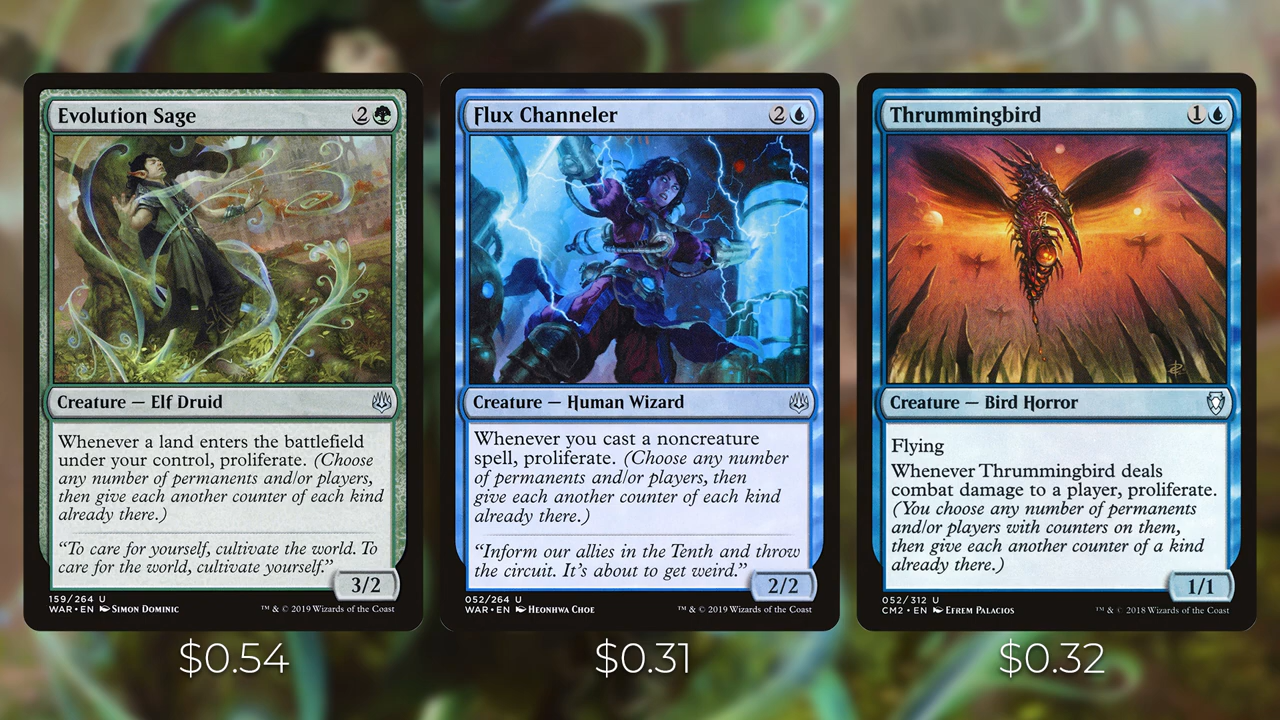 Evolution Sage 2
Creature — Elf Druid
Whenever a land enters the battlefield
under your control, proliferate. (Choose
any number of permanents and/or players,
then give each another counter of each kind
already there.)
“To care for yourself, cultivate the world. To
care for the world, cultivate yourself.”
3/2
159/264 U
WAR • EN Simon Dominic
™ & © 2019 Wizards of the Coast
$0.54
Flux Channeler 2
Creature — Human Wizard
Whenever you cast a noncreature
spell, proliferate. (Choose any number
of permanents and/or players, then
give each another counter of each kind
already there.)
“Inform our allies in the Tenth and throw
the circuit. It’s about to get weird.”
2/2
052/264 U
WAR • EN Heonhwa Choe
™ & © 2019 Wizards of the Coast
$0.31
Thrummingbird 1
Creature — Bird Horror
Flying
Whenever Thrummingbird deals
combat damage to a player, proliferate.
(You choose any number of permanents
and/or players with counters on them,
then give each another counter of a kind
already there.)
1/1
052/312 U
CM2 • EN Efrem Palacios
™ & © 2018 Wizards of the Coast
$0.32